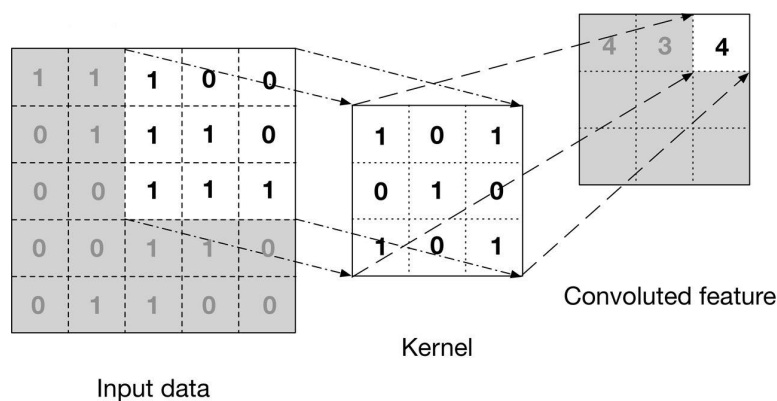 4 3 4
1 1 1 0 0
0 1 1 1 0
0 0 1 1 1
0 0 1 1 0
0 1 1 0 0
1 0 1
0 1 0
1 0 1
Convoluted feature
Kernel
Input data